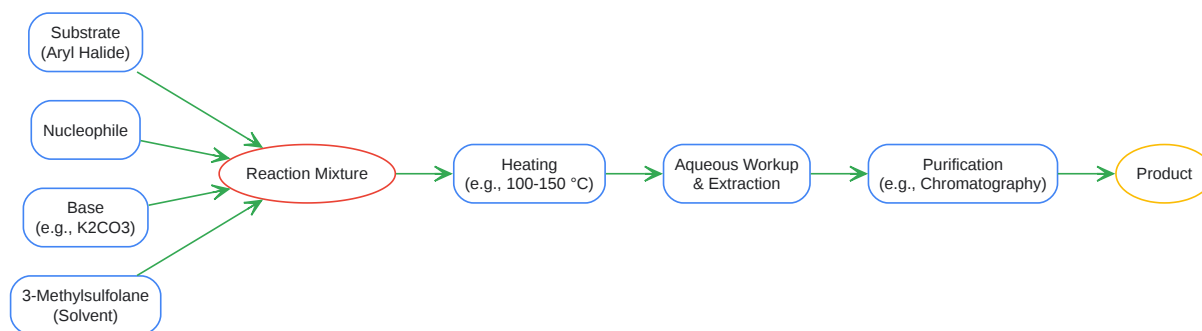 Substrate
(Aryl Halide)
Nucleophile
Base
(e.g., K2CO3)
3-Methylsulfolane
(Solvent)
Reaction Mixture
Heating
(e.g., 100-150 °C)
Aqueous Workup
& Extraction
Purification
(e.g., Chromatography)
Product